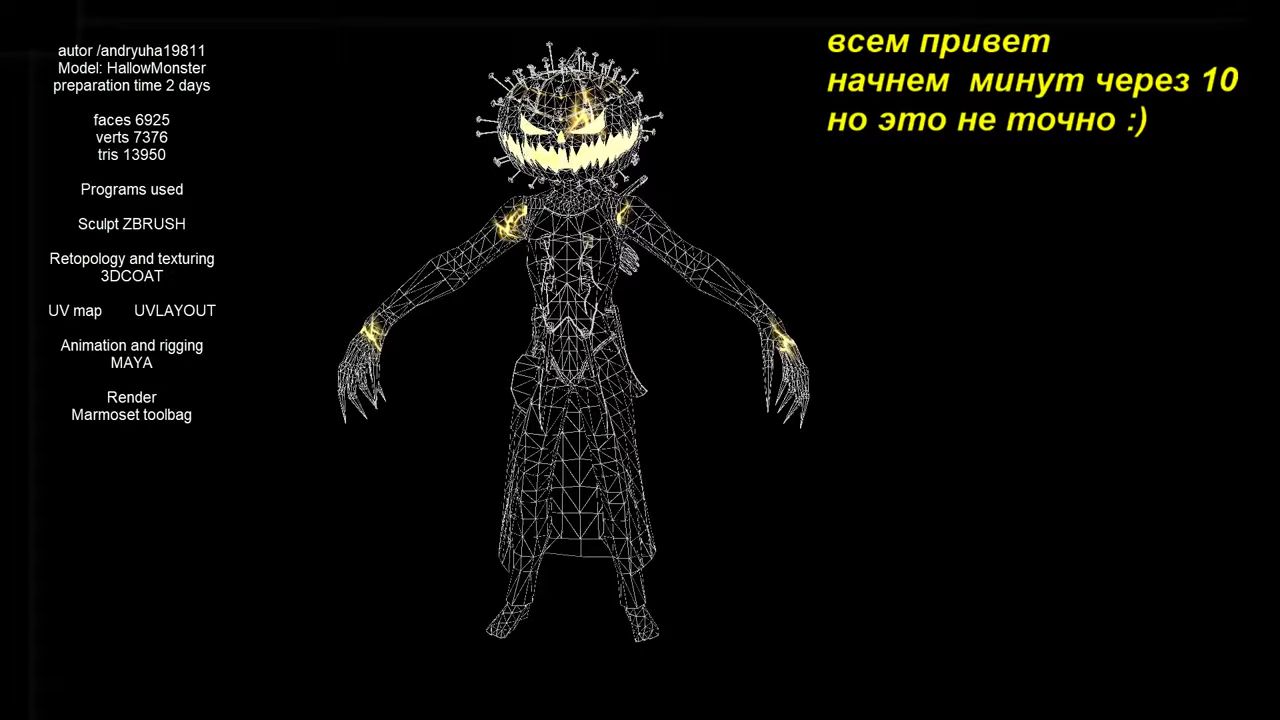 autor /andryuha19811
Model: HallowMonster
preparation time 2 days
faces 6925
verts 7376
tris 13950
Programs used
Sculpt ZBRUSH
Retopology and texturing
3DCOAT
UV map UVLAYOUT
Animation and rigging
MAYA
Render
Marmoset toolbag
всем привет
начнем минут через 10
но это не точно :)